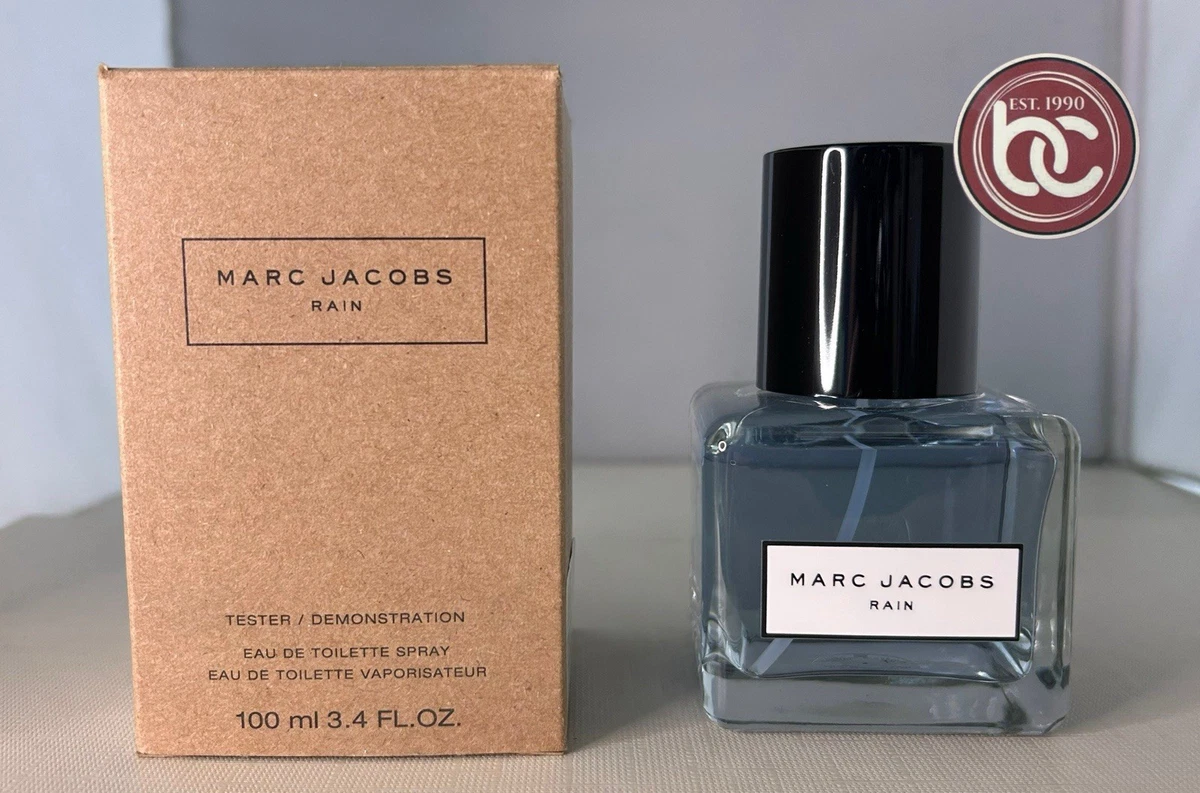 MARC JACOBS
RAIN
TESTER / DEMONSTRATION
EAU DE TOILETTE SPRAY
EAU DE TOILETTE VAPORISATEUR
100 ml 3.4 FL.OZ.
EST. 1990
bc
MARC JACOBS
RAIN